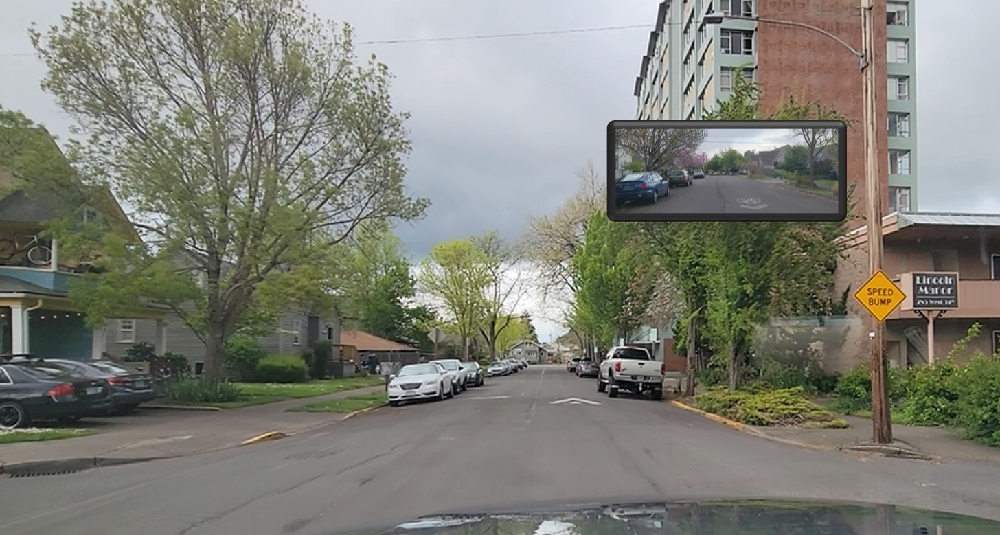 SPEED
BUMP
Lincoln
Manor